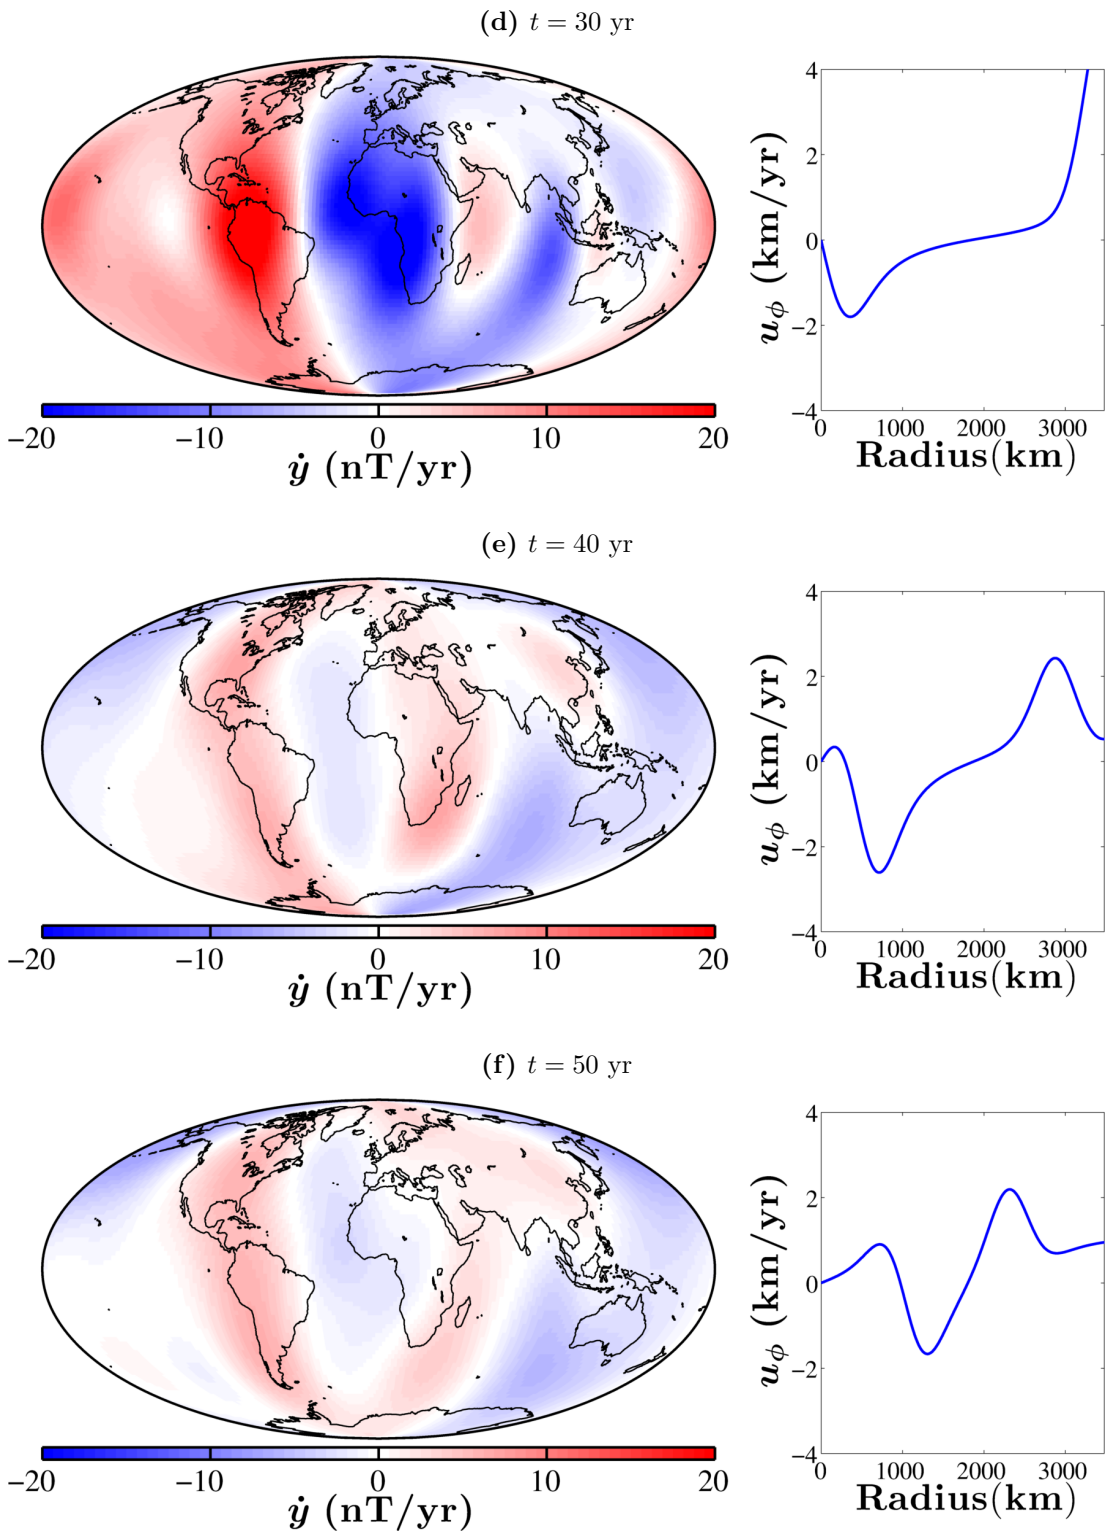 (d) t = 30 yr
4
2
0
−2
−4
u_ϕ (km/yr)
0 1000 2000 3000
Radius(km)
−20 −10 0 10 20
ẏ (nT/yr)
(e) t = 40 yr
4
2
0
−2
−4
u_ϕ (km/yr)
0 1000 2000 3000
Radius(km)
−20 −10 0 10 20
ẏ (nT/yr)
(f) t = 50 yr
4
2
0
−2
−4
u_ϕ (km/yr)
0 1000 2000 3000
Radius(km)
−20 −10 0 10 20
ẏ (nT/yr)